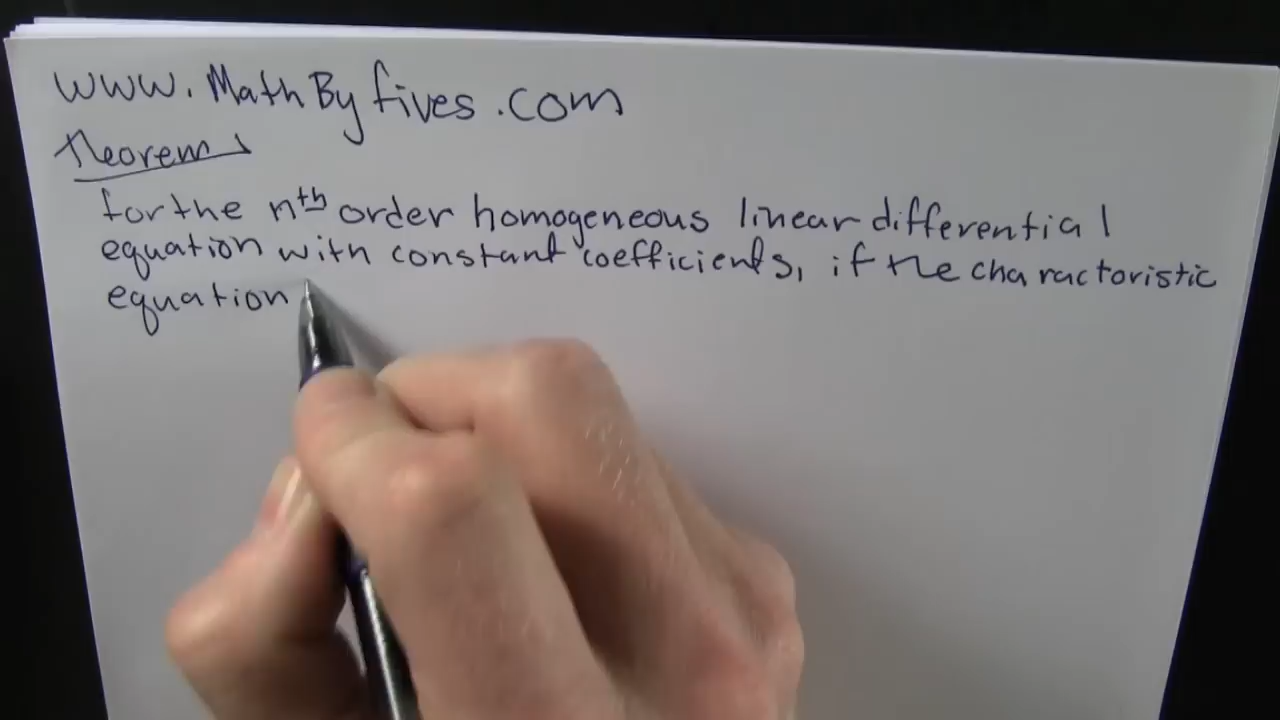 www.MathByfives.com
Theorem
for the nth order homogeneous linear differential
equation with constant coefficients, if the charactoristic
equation